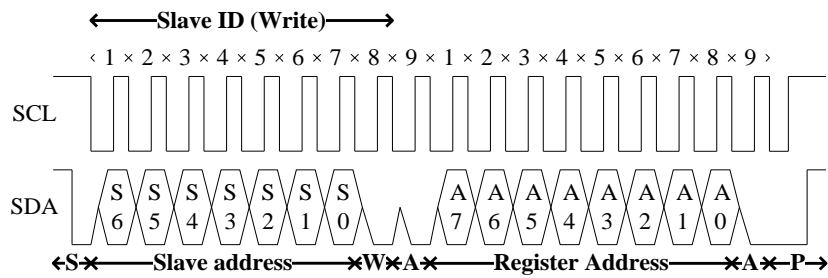 Slave ID (Write)
1 × 2 × 3 × 4 × 5 × 6 × 7 × 8 × 9 × 1 × 2 × 3 × 4 × 5 × 6 × 7 × 8 × 9
SCL
SDA
S6 S5 S4 S3 S2 S1 S0 A7 A6 A5 A4 A3 A2 A1 A0
S Slave address W A Register Address A P